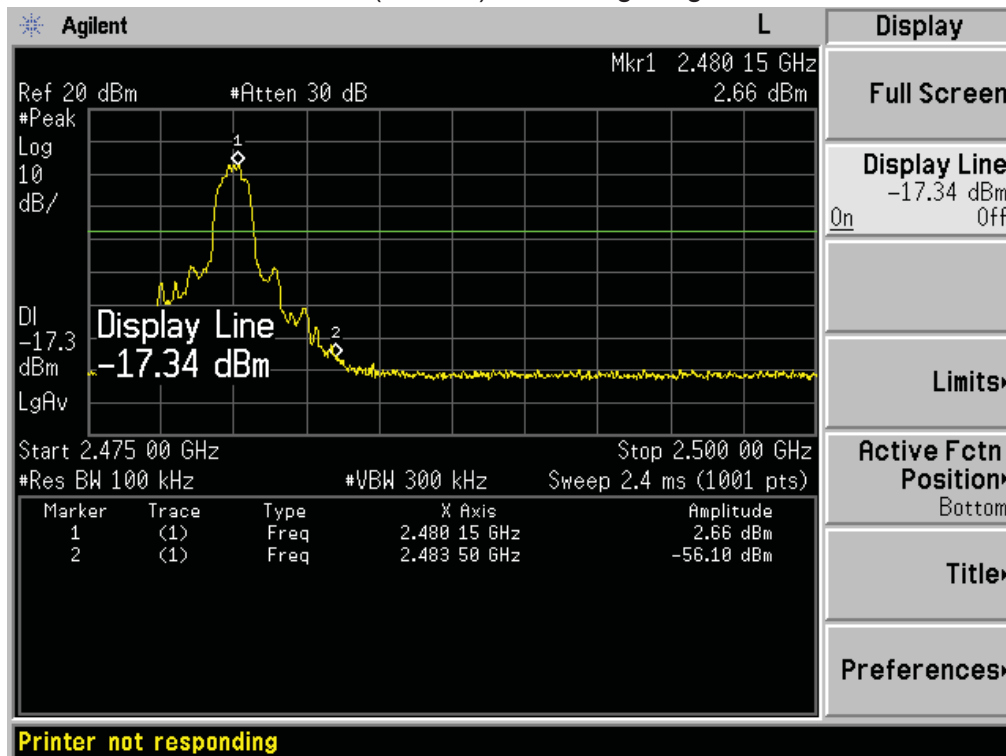 Agilent L Display
Mkr1 2.480 15 GHz
Ref 20 dBm #Atten 30 dB 2.66 dBm
#Peak
Log
10
dB/
1
2
DI
-17.3
dBm
LgAv
Display Line
-17.34 dBm
Start 2.475 00 GHz Stop 2.500 00 GHz
#Res BW 100 kHz #VBW 300 kHz Sweep 2.4 ms (1001 pts)
Marker Trace Type X Axis Amplitude
1 (1) Freq 2.480 15 GHz 2.66 dBm
2 (1) Freq 2.483 50 GHz -56.10 dBm
Full Screen
Display Line
-17.34 dBm
On Off
Limits
Active Fctn
Position
Bottom
Title
Preferences
Printer not responding